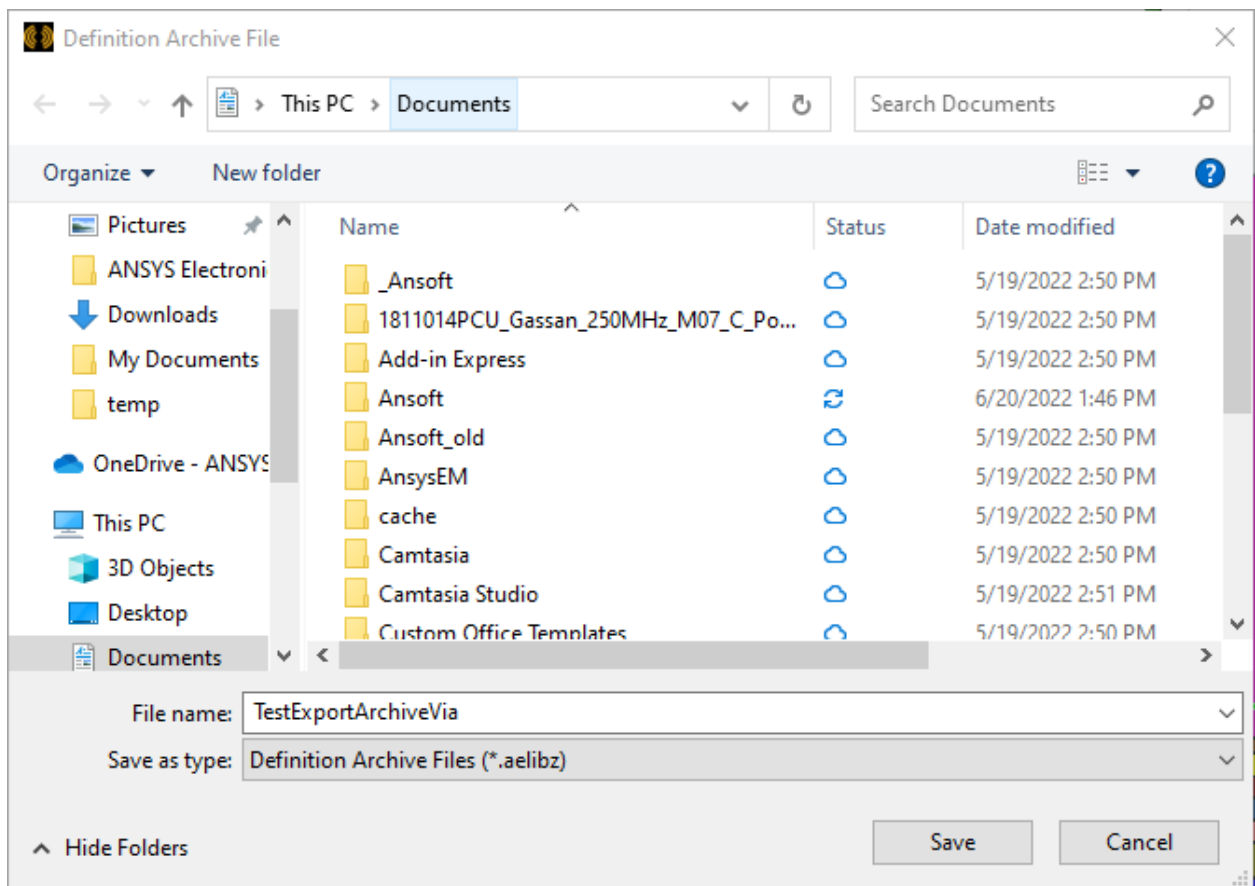 Definition Archive File
This PC > Documents
Search Documents
Organize
New folder
Pictures
ANSYS Electroni
Downloads
My Documents
temp
OneDrive - ANSYS
This PC
3D Objects
Desktop
Documents
Name Status Date modified
_Ansoft 5/19/2022 2:50 PM
1811014PCU_Gassan_250MHz_M07_C_Po... 5/19/2022 2:50 PM
Add-in Express 5/19/2022 2:50 PM
Ansoft 6/20/2022 1:46 PM
Ansoft_old 5/19/2022 2:50 PM
AnsysEM 5/19/2022 2:50 PM
cache 5/19/2022 2:50 PM
Camtasia 5/19/2022 2:50 PM
Camtasia Studio 5/19/2022 2:51 PM
Custom Office Templates 5/19/2022 2:50 PM
File name: TestExportArchiveVia
Save as type: Definition Archive Files (*.aelibz)
Hide Folders
Save
Cancel